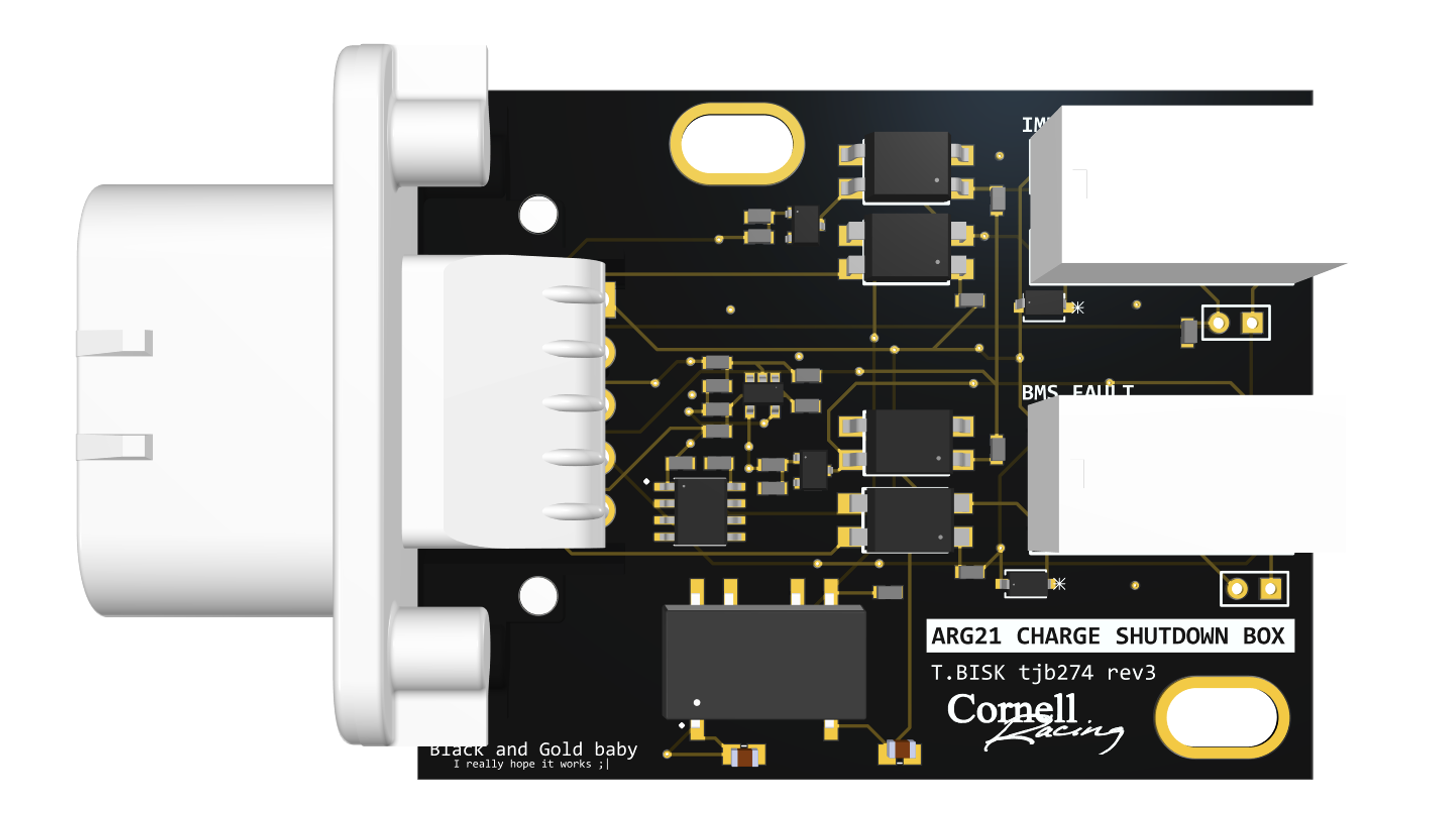 BMS FAULT
ARG21 CHARGE SHUTDOWN BOX
T.BISK tjb274 rev3
Cornell
Racing
Black and Gold baby
I really hope it works ;|